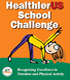 HealthierUS
School
Challenge
Recognizing Excellence in
Nutrition and Physical Activity